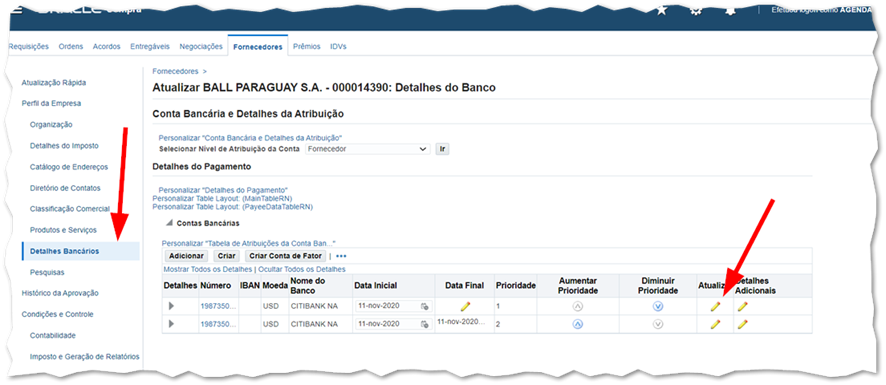 Efetuou logon como AGENDA
Requisições Ordens Acordos Entregáveis Negociações Fornecedores Prêmios IDVs
Fornecedores >
Atualização Rápida
Atualizar BALL PARAGUAY S.A. - 000014390: Detalhes do Banco
Perfil da Empresa
Conta Bancária e Detalhes da Atribuição
Organização
Personalizar "Conta Bancária e Detalhes da Atribuição"
Detalhes do Imposto
Selecionar Nível de Atribuição da Conta Fornecedor Ir
Catálogo de Endereços
Detalhes do Pagamento
Diretório de Contatos
Personalizar "Detalhes do Pagamento"
Personalizar Table Layout: (MainTableRN)
Classificação Comercial
Personalizar Table Layout: (PayeeDataTableRN)
Produtos e Serviços
Contas Bancárias
Personalizar "Tabela de Atribuições da Conta Ban..."
Detalhes Bancários
Adicionar Criar Criar Conta de Fator | •••
Pesquisas
Mostrar Todos os Detalhes | Ocultar Todos os Detalhes
Histórico da Aprovação
Detalhes Número IBAN Moeda Nome do Banco Data Inicial Data Final Prioridade Aumentar Prioridade Diminuir Prioridade Atualiz Detalhes Adicionais
1987350... USD CITIBANK NA 11-nov-2020 1
Condições e Controle
1987350... USD CITIBANK NA 11-nov-2020 11-nov-2020... 2
Contabilidade
Imposto e Geração de Relatórios